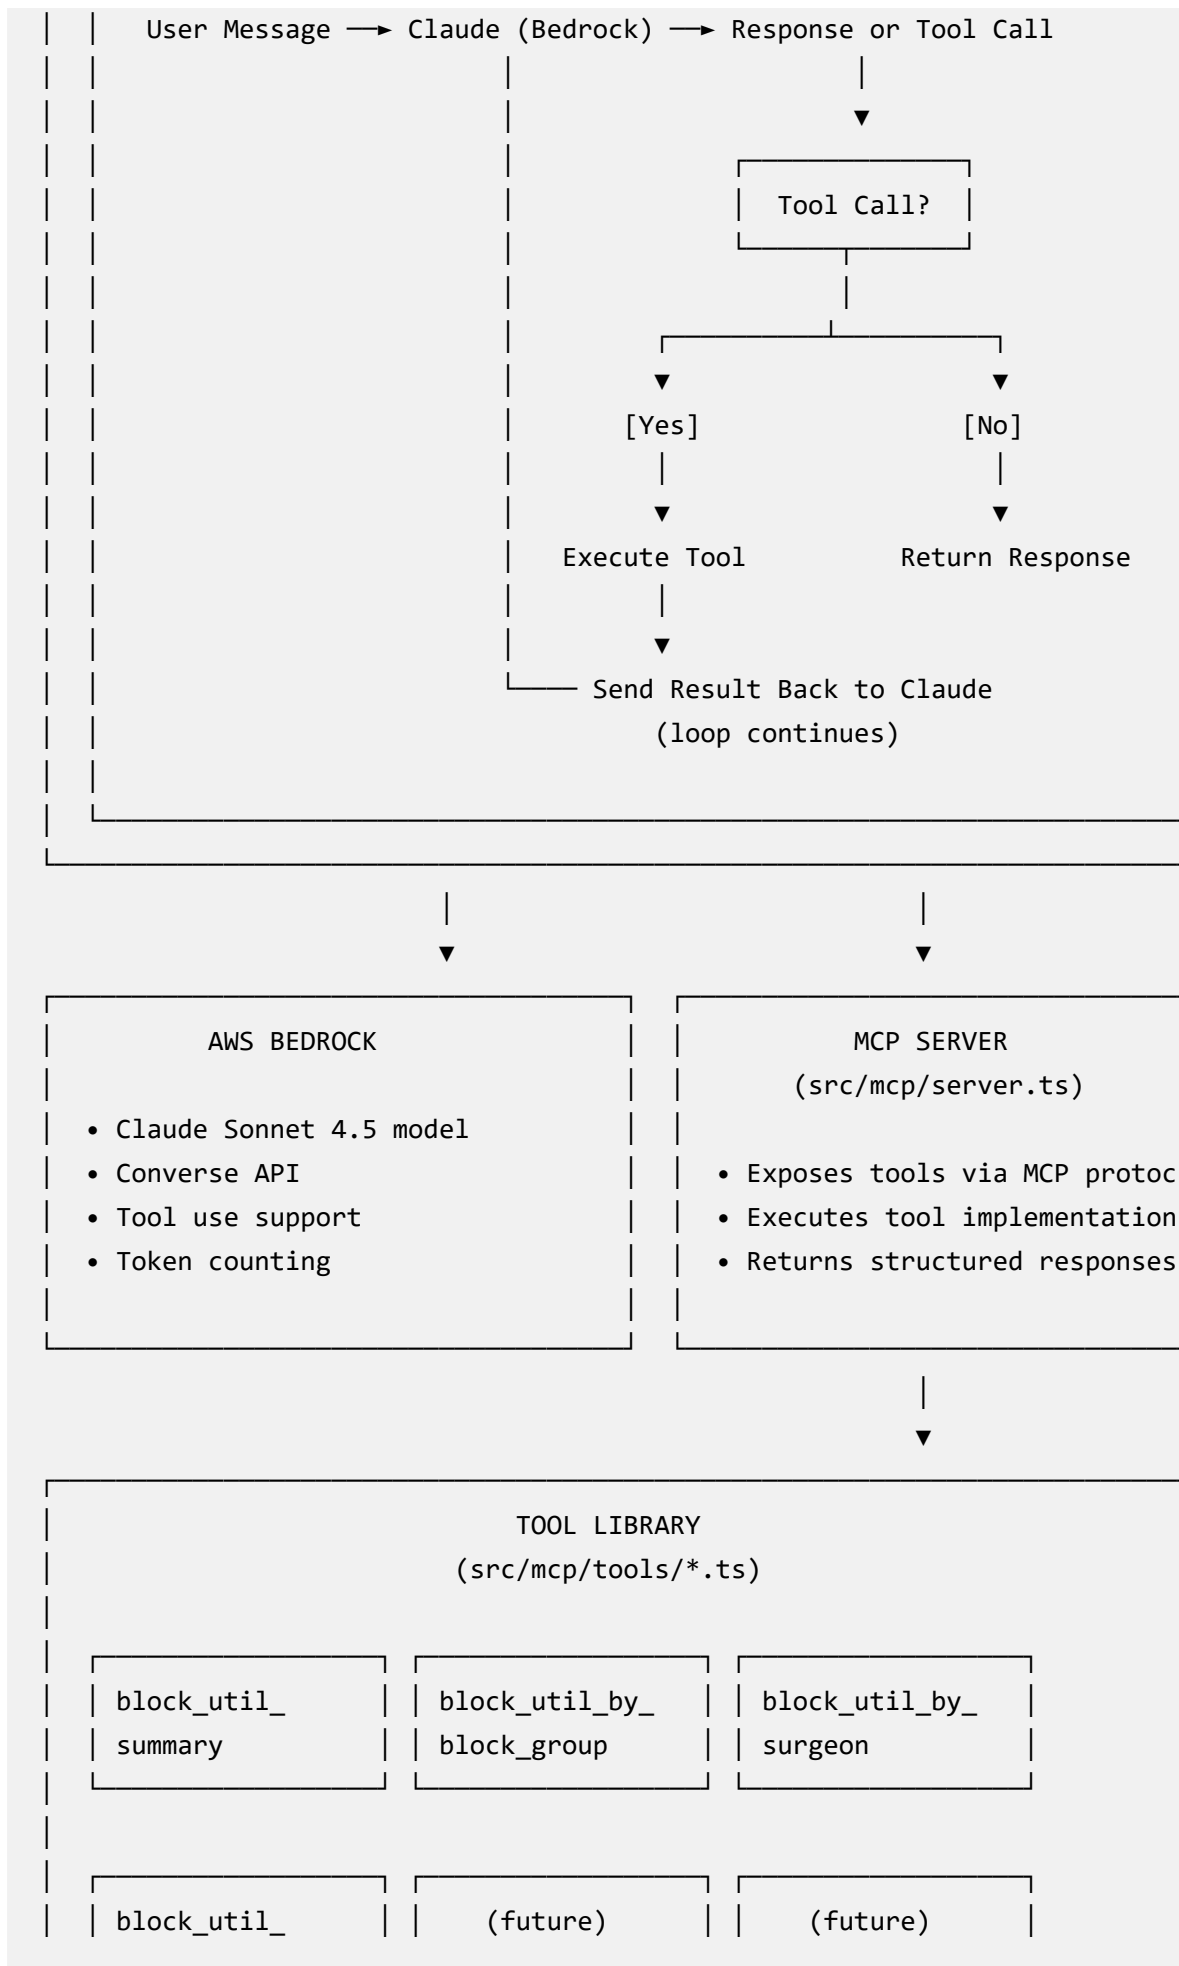 User Message ──► Claude (Bedrock) ──► Response or Tool Call
Tool Call?
[Yes] [No]
Execute Tool Return Response
Send Result Back to Claude
(loop continues)
AWS BEDROCK MCP SERVER
(src/mcp/server.ts)
• Claude Sonnet 4.5 model
• Converse API • Exposes tools via MCP protoc
• Tool use support • Executes tool implementation
• Token counting • Returns structured responses
TOOL LIBRARY
(src/mcp/tools/*.ts)
block_util_ block_util_by_ block_util_by_
summary block_group surgeon
block_util_ (future) (future)